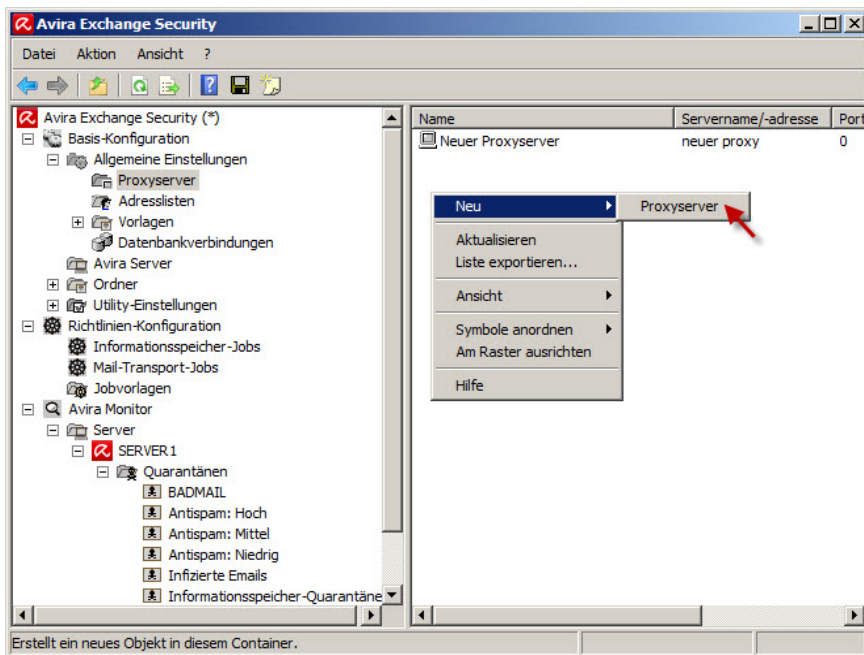 Avira Exchange Security
Datei Aktion Ansicht ?
Avira Exchange Security (*)
Basis-Konfiguration
Allgemeine Einstellungen
Proxyserver
Adresslisten
Vorlagen
Datenbankverbindungen
Avira Server
Ordner
Utility-Einstellungen
Richtlinien-Konfiguration
Informationsspeicher-Jobs
Mail-Transport-Jobs
Jobvorlagen
Avira Monitor
Server
SERVER1
Quarantänen
BADMAIL
Antispam: Hoch
Antispam: Mittel
Antispam: Niedrig
Infizierte Emails
Informationsspeicher-Quarantäne
Name Servername/-adresse Port
Neuer Proxyserver neuer proxy 0
Neu
Proxyserver
Aktualisieren
Liste exportieren...
Ansicht
Symbole anordnen
Am Raster ausrichten
Hilfe
Erstellt ein neues Objekt in diesem Container.